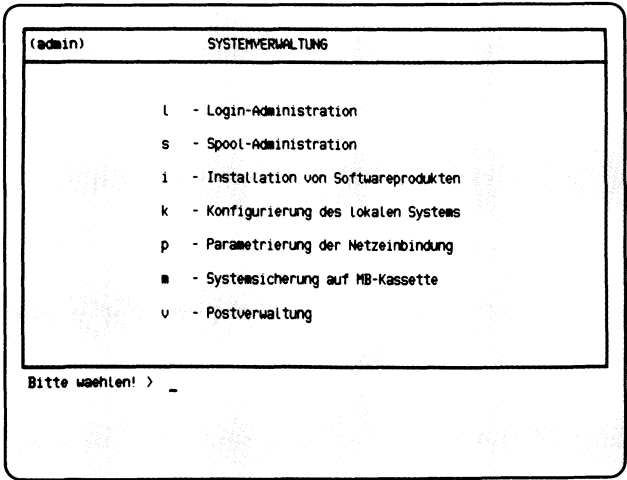 (admin) SYSTEMVERWALTUNG
l - Login-Administration
s - Spool-Administration
i - Installation von Softwareprodukten
k - Konfigurierung des lokalen Systems
p - Parametrierung der Netzeinbindung
m - Systemsicherung auf MB-Kassette
v - Postverwaltung
Bitte waehlen! > _